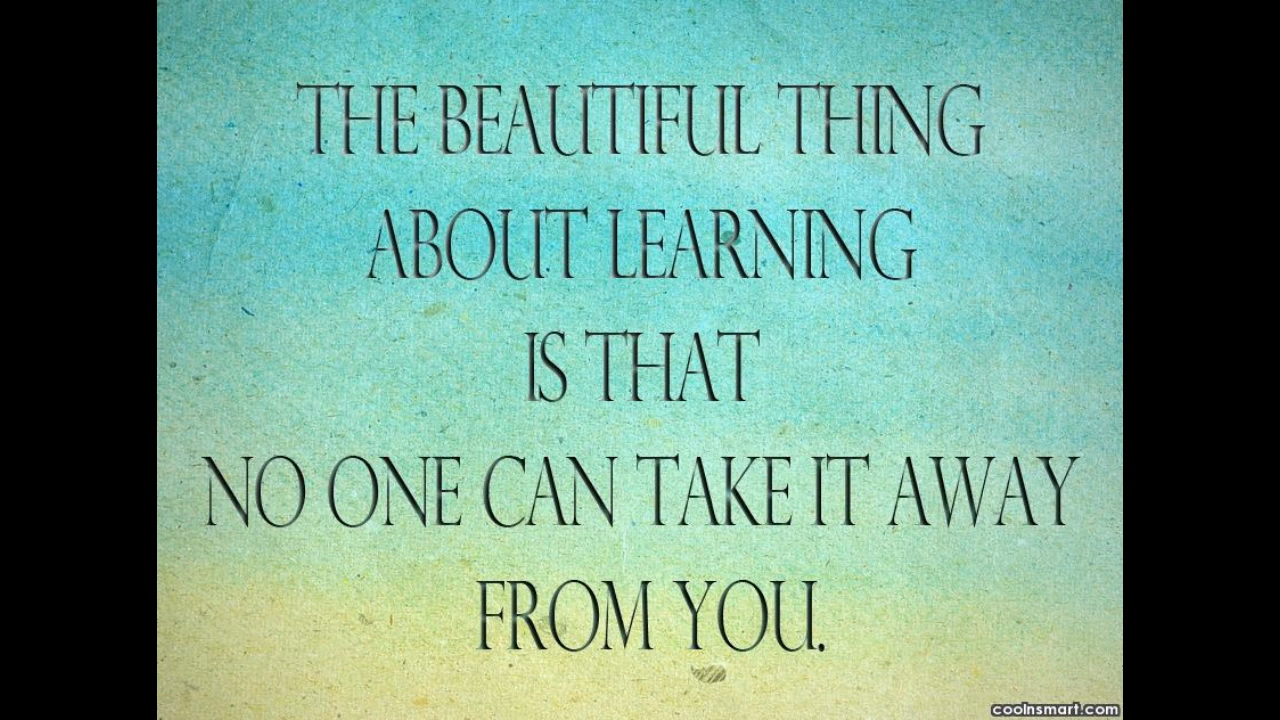 THE BEAUTIFUL THING
ABOUT LEARNING
IS THAT
NO ONE CAN TAKE IT AWAY
FROM YOU.
coolnsmart.com